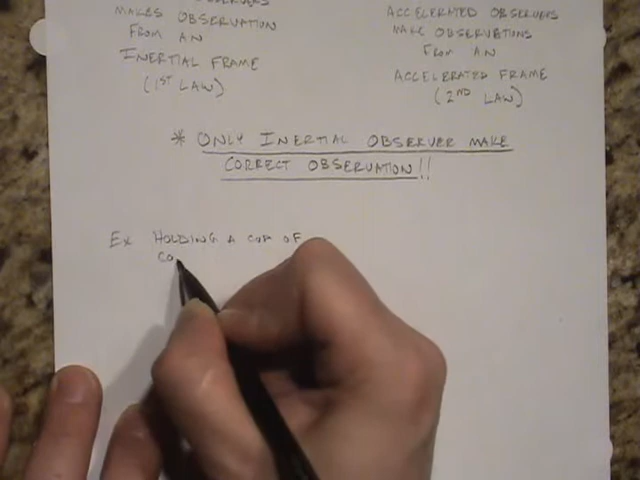 MAKES OBSERVATION
FROM AN
INERTIAL FRAME
(1ST LAW)
ACCELERATED OBSERVERS
MAKE OBSERVATIONS
FROM AN
ACCELERATED FRAME
(2ND LAW)
* ONLY INERTIAL OBSERVER MAKE
CORRECT OBSERVATION!!
EX HOLDING A CUP OF
CO